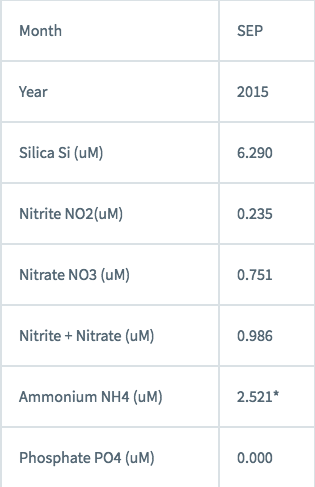 Month SEP
Year 2015
Silica Si (uM) 6.290
Nitrite NO2(uM) 0.235
Nitrate NO3 (uM) 0.751
Nitrite + Nitrate (uM) 0.986
Ammonium NH4 (uM) 2.521*
Phosphate PO4 (uM) 0.000